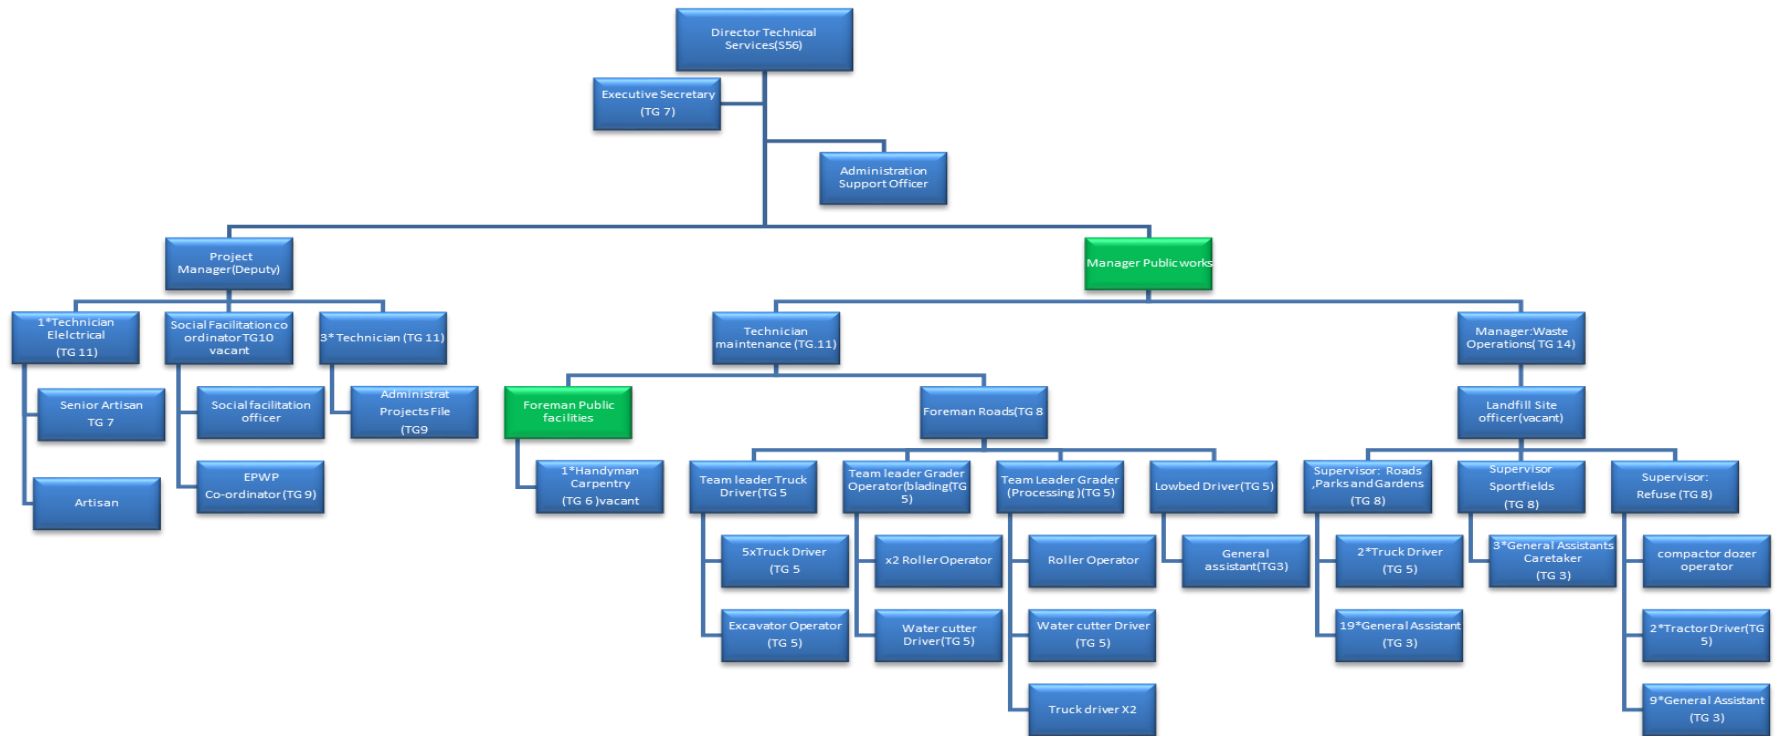 Director Technical
Services(S56)
Executive Secretary
(TG 7)
Administration
Support Officer
Project
Manager(Deputy)
Manager Publicworks
1*Technician
Elelctrical
(TG 11)
Social Facilitation co
ordinator TG10
vacant
3* Technician (TG 11)
Technician
maintenance (TG.11)
Manager:Waste
Operations( TG 14)
Senior Artisan
TG 7
Social facilitation
officer
Administrat
Projects File
(TG9
Foreman Public
facilities
Foreman Roads(TG 8
Landfill Site
officer(vacant)
Artisan
EPWP
Co-ordinator (TG 9)
1*Handyman
Carpentry
(TG 6 )vacant
Team leader Truck
Driver(TG 5
Team leader Grader
Operator(blading(TG
5)
Team Leader Grader
(Processing )(TG 5)
Lowbed Driver(TG 5)
Supervisor: Roads
,Parks and Gardens
(TG 8)
Supervisor
Sportfields
(TG 8)
Supervisor:
Refuse (TG 8)
5xTruck Driver
(TG 5
x2 Roller Operator
Roller Operator
General
assistant(TG3)
2*Truck Driver
(TG 5)
3*General Assistants
Caretaker
(TG 3)
compactor dozer
operator
Excavator Operator
(TG 5)
Water cutter
Driver(TG 5)
Water cutter Driver
(TG 5)
19*General Assistant
(TG 3)
2*Tractor Driver(TG
5)
Truck driver X2
9*General Assistant
(TG 3)